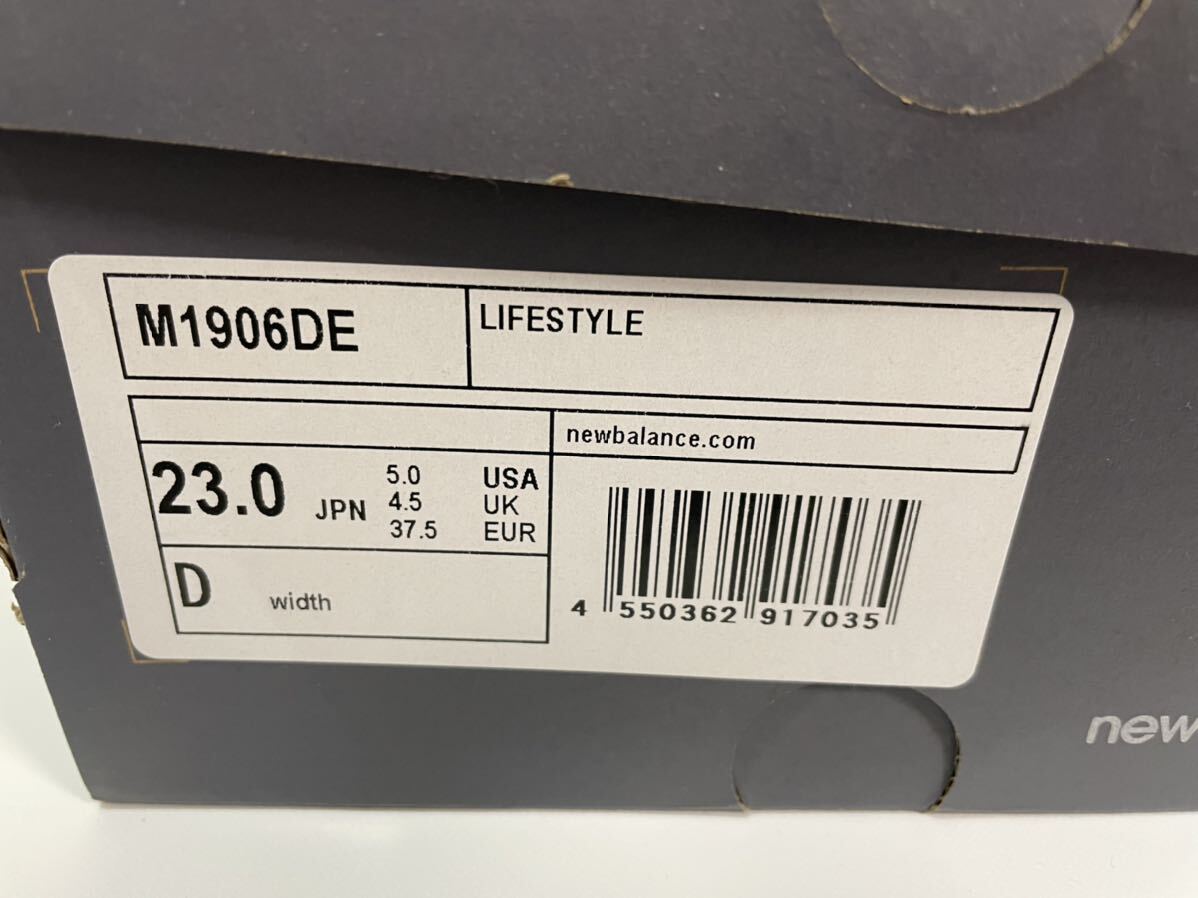 M1906DE
LIFESTYLE
newbalance.com
23.0 JPN
5.0 USA
4.5 UK
37.5 EUR
D width
4 550362 917035
new